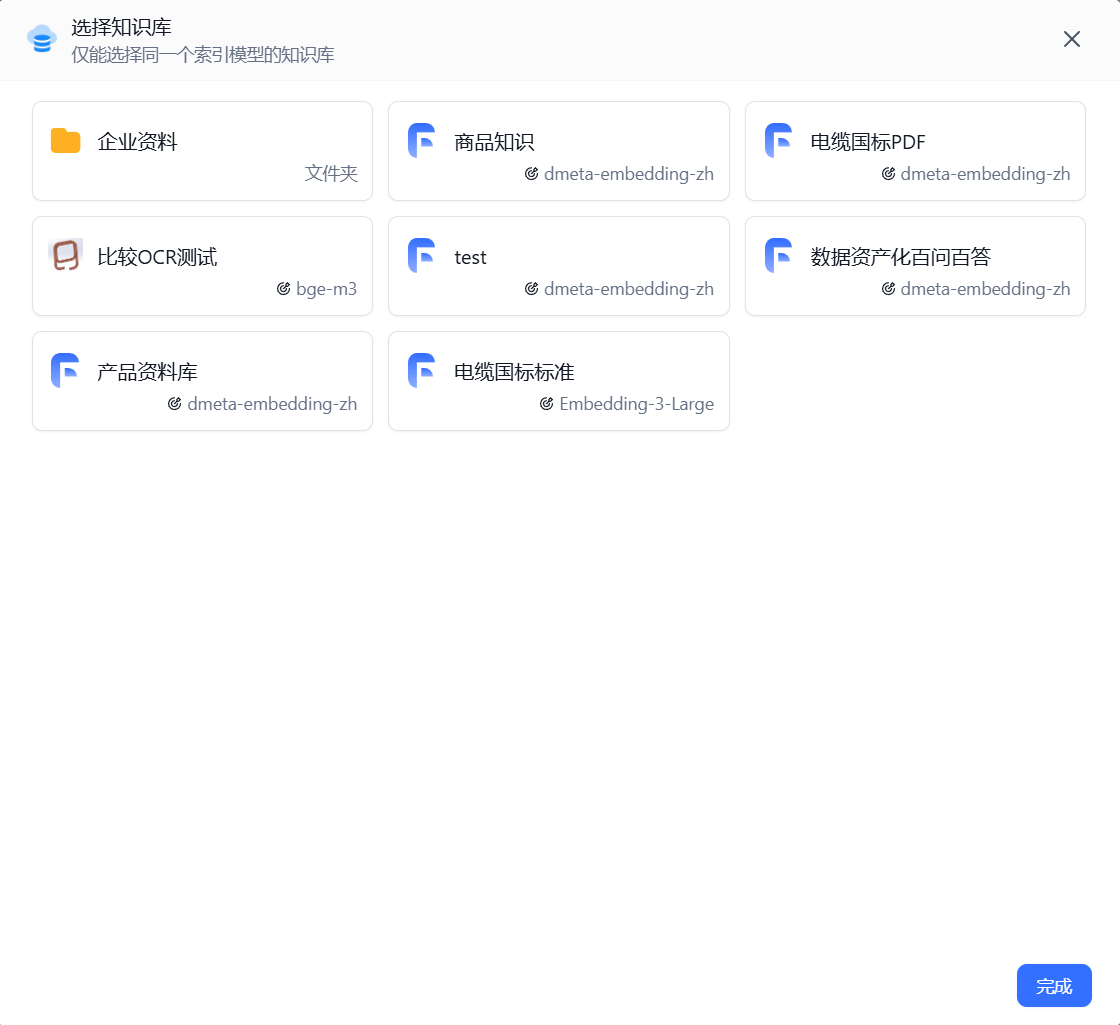 选择知识库
仅能选择同一个索引模型的知识库
企业资料
文件夹
商品知识
dmeta-embedding-zh
电缆国标PDF
dmeta-embedding-zh
比较OCR测试
bge-m3
test
dmeta-embedding-zh
数据资产化百问百答
dmeta-embedding-zh
产品资料库
dmeta-embedding-zh
电缆国标标准
Embedding-3-Large
完成